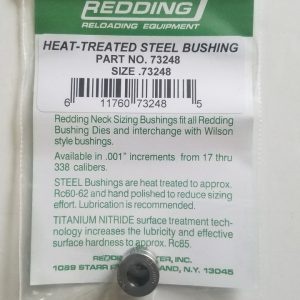 REDDING
RELOADING EQUIPMENT
HEAT-TREATED STEEL BUSHING
PART NO. 73248
SIZE .73248
6 11760 73248 5
Redding Neck Sizing Bushings fit all Redding
Bushing Dies and interchange with Wilson
style bushings.
Available in .001" increments from 17 thru
338 calibers.
STEEL Bushings are heat treated to approx.
Rc60-62 and hand polished to reduce sizing
effort. Lubrication is recommended.
TITANIUM NITRIDE surface treatment tech-
nology increases the lubricity and effective
surface hardness to approx. Rc85.
REDDING
ER, INC.
1089 STARR
AND, N.Y. 13045